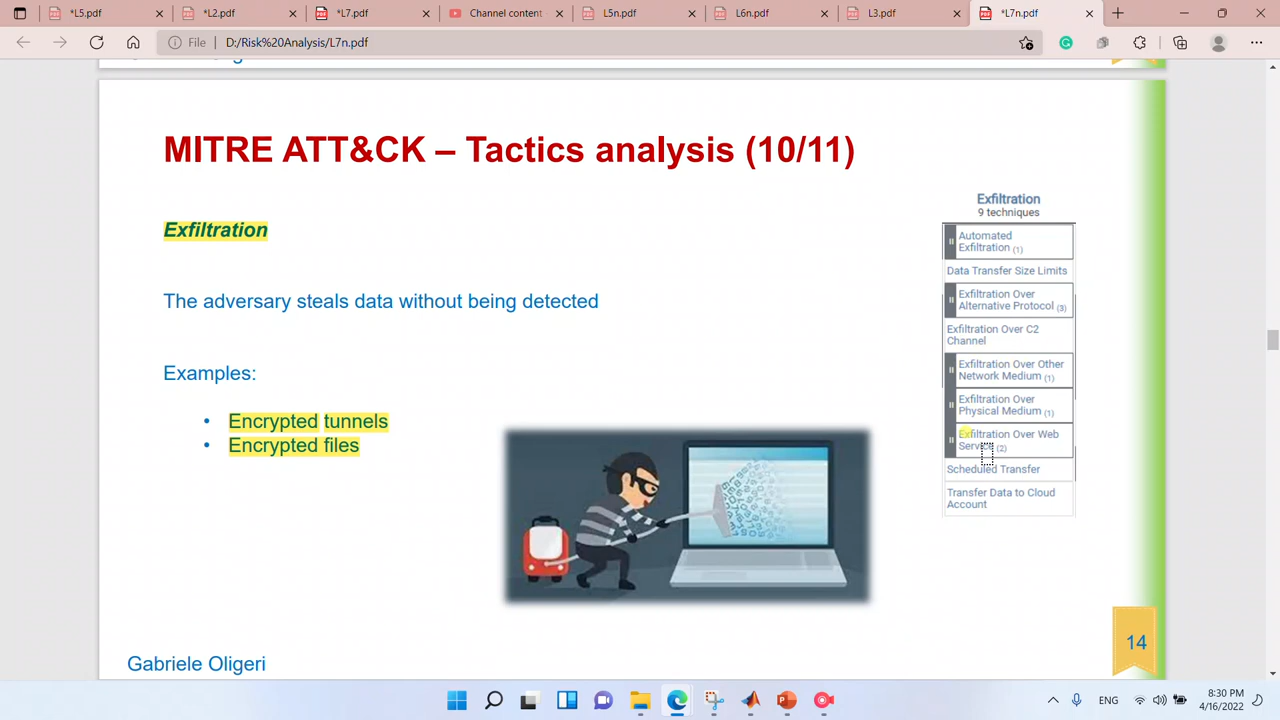 *L5.pdf
*L2.pdf
*L7.pdf
Channel content
L5n.pdf
L6n.pdf
L3.pdf
*L7n.pdf
File D:/Risk%20Analysis/L7n.pdf
MITRE ATT&CK – Tactics analysis (10/11)
Exfiltration
The adversary steals data without being detected
Examples:
• Encrypted tunnels
• Encrypted files
Exfiltration
9 techniques
Automated
Exfiltration (1)
Data Transfer Size Limits
Exfiltration Over
Alternative Protocol (3)
Exfiltration Over C2
Channel
Exfiltration Over Other
Network Medium (1)
Exfiltration Over
Physical Medium (1)
Exfiltration Over Web
Service (2)
Scheduled Transfer
Transfer Data to Cloud
Account
14
Gabriele Oligeri
ENG
8:30 PM
4/16/2022